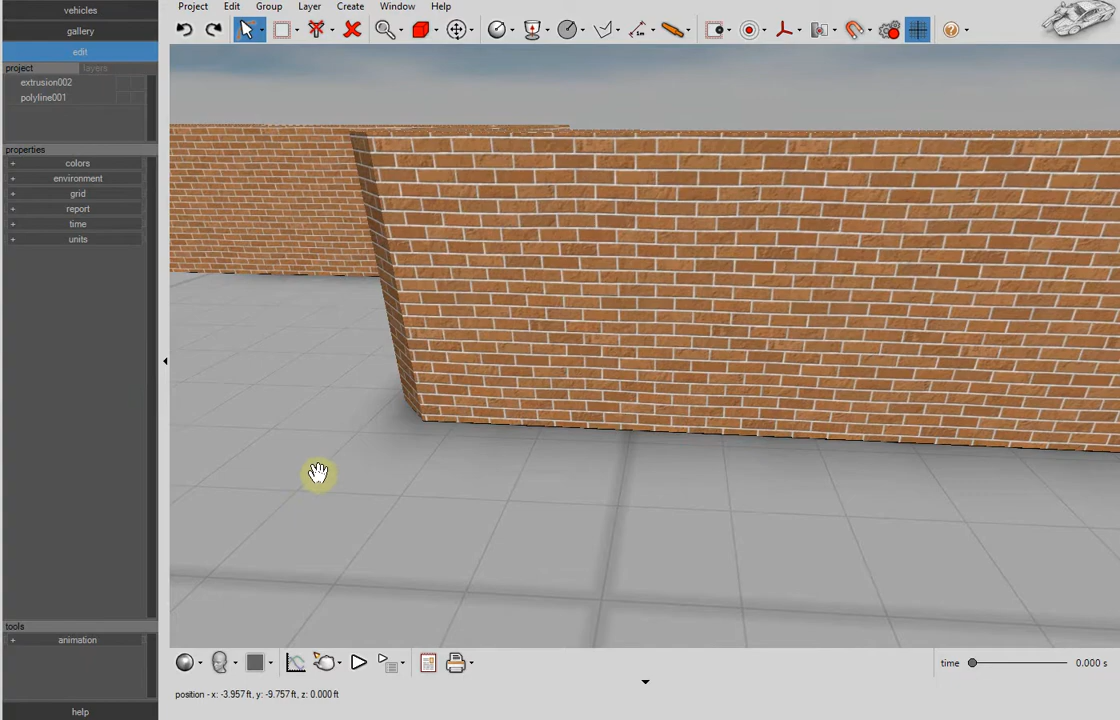 vehicles
gallery
edit
project layers
extrusion002
polyline001
properties
+ colors
+ environment
+ grid
+ report
+ time
+ units
tools
+ animation
help
Project Edit Group Layer Create Window Help
time 0.000 s
position - x: -3.957 ft, y: -9.757 ft, z: 0.000 ft